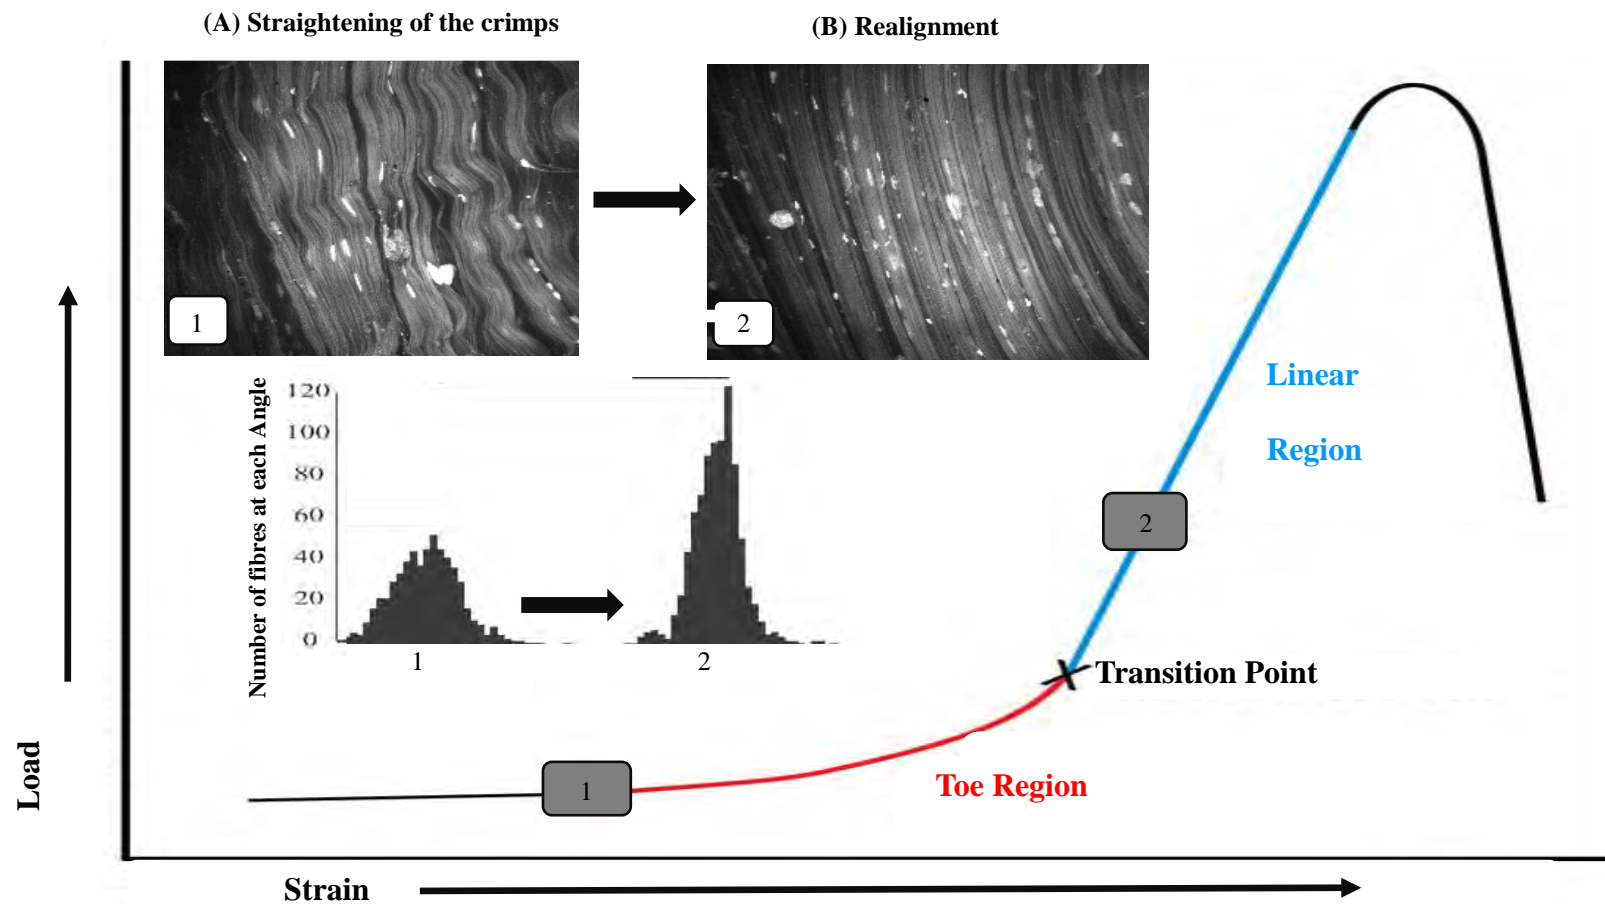 (A) Straightening of the crimps
(B) Realignment
1
2
Number of fibres at each Angle
120
100
80
60
40
20
0
1
2
Linear
Region
2
Transition Point
1
Toe Region
Load
Strain